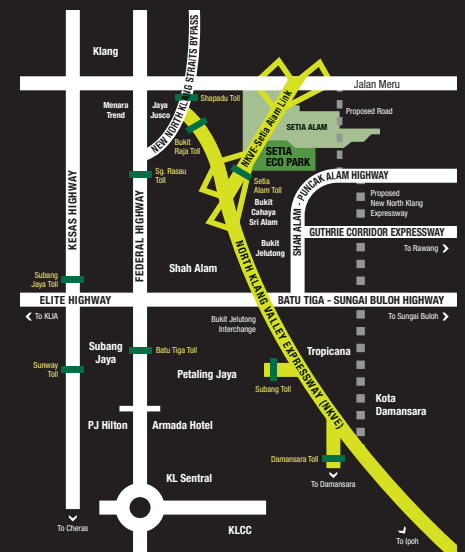 Klang
NEW NORTH KLANG STRAITS BYPASS
Jalan Meru
Menara
Trend
Jaya
Jusco
Shapadu Toll
NKVE-Setia Alam Link
Proposed Road
SETIA ALAM
Bukit
Raja Toll
SETIA
ECO PARK
Sg. Rasau
Toll
Setia
Alam Toll
SHAH ALAM - PUNCAK ALAM HIGHWAY
KESAS HIGHWAY
FEDERAL HIGHWAY
Bukit
Cahaya
Sri Alam
Proposed
New North Klang
Expressway
GUTHRIE CORRIDOR EXPRESSWAY
Bukit
Jelutong
To Rawang
Shah Alam
Subang
Jaya Toll
NORTH KLANG VALLEY EXPRESSWAY (NKVE)
ELITE HIGHWAY
BATU TIGA - SUNGAI BULOH HIGHWAY
To KLIA
Bukit Jelutong
Interchange
To Sungai Buloh
Subang
Jaya
Batu Tiga Toll
Tropicana
Sunway
Toll
Petaling Jaya
Subang Toll
Kota
Damansara
PJ Hilton
Armada Hotel
Damansara Toll
KL Sentral
To Damansara
To Cheras
KLCC
To Ipoh